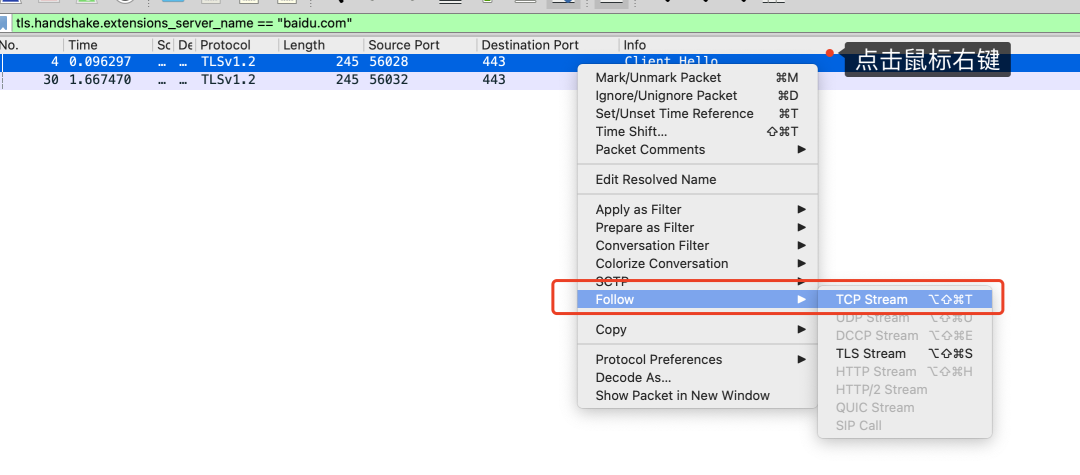 tls.handshake.extensions_server_name == "baidu.com"
No. Time Sc De Protocol Length Source Port Destination Port Info
4 0.096297 … … TLSv1.2 245 56028 443 Client Hello
30 1.667470 … … TLSv1.2 245 56032 443
点击鼠标右键
Mark/Unmark Packet ⌘M
Ignore/Unignore Packet ⌘D
Set/Unset Time Reference ⌘T
Time Shift... ⇧⌘T
Packet Comments ▶
Edit Resolved Name
Apply as Filter ▶
Prepare as Filter ▶
Conversation Filter ▶
Colorize Conversation ▶
SCTP ▶
Follow ▶
Copy ▶
Protocol Preferences ▶
Decode As...
Show Packet in New Window
TCP Stream ⌥⇧⌘T
UDP Stream ⌥⇧⌘U
DCCP Stream ⌥⇧⌘E
TLS Stream ⌥⇧⌘S
HTTP Stream ⌥⇧⌘H
HTTP/2 Stream
QUIC Stream
SIP Call